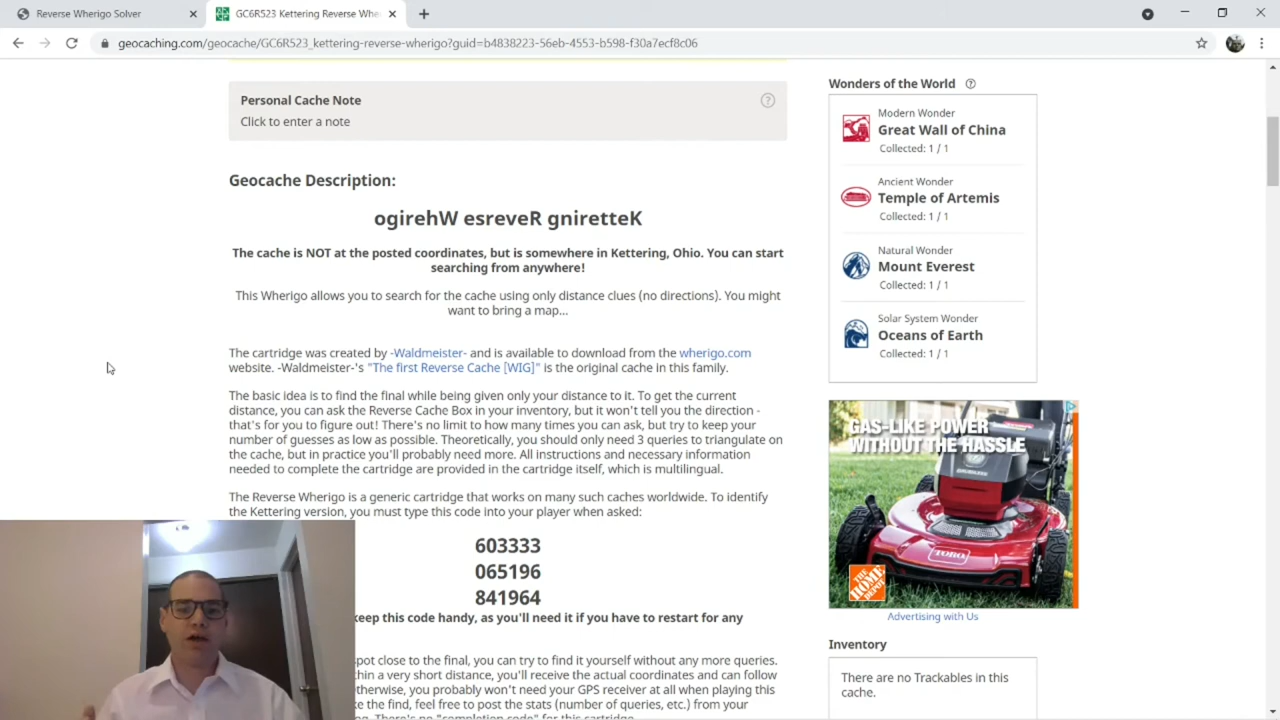 Reverse Wherigo Solver
GC6R523 Kettering Reverse Whe
geocaching.com/geocache/GC6R523_kettering-reverse-wherigo?guid=b4838223-56eb-4553-b598-f30a7ecf8c06
Personal Cache Note
Click to enter a note
Geocache Description:
ogirehW esreveR gniretteK
The cache is NOT at the posted coordinates, but is somewhere in Kettering, Ohio. You can start
searching from anywhere!
This Wherigo allows you to search for the cache using only distance clues (no directions). You might
want to bring a map...
The cartridge was created by -Waldmeister- and is available to download from the wherigo.com
website. -Waldmeister-'s "The first Reverse Cache [WIG]" is the original cache in this family.
The basic idea is to find the final while being given only your distance to it. To get the current
distance, you can ask the Reverse Cache Box in your inventory, but it won't tell you the direction -
that's for you to figure out! There's no limit to how many times you can ask, but try to keep your
number of guesses as low as possible. Theoretically, you should only need 3 queries to triangulate on
the cache, but in practice you'll probably need more. All instructions and necessary information
needed to complete the cartridge are provided in the cartridge itself, which is multilingual.
The Reverse Wherigo is a generic cartridge that works on many such caches worldwide. To identify
the Kettering version, you must type this code into your player when asked:
603333
065196
841964
keep this code handy, as you'll need it if you have to restart for any
spot close to the final, you can try to find it yourself without any more queries.
thin a very short distance, you'll receive the actual coordinates and can follow
otherwise, you probably won't need your GPS receiver at all when playing this
ke the find, feel free to post the stats (number of queries, etc.) from your
There's no "completion code" for this cartridge.
Wonders of the World
Modern Wonder
Great Wall of China
Collected: 1 / 1
Ancient Wonder
Temple of Artemis
Collected: 1 / 1
Natural Wonder
Mount Everest
Collected: 1 / 1
Solar System Wonder
Oceans of Earth
Collected: 1 / 1
GAS-LIKE POWER
WITHOUT THE HASSLE
TORO
THE
HOME
DEPOT
Advertising with Us
Inventory
There are no Trackables in this
cache.